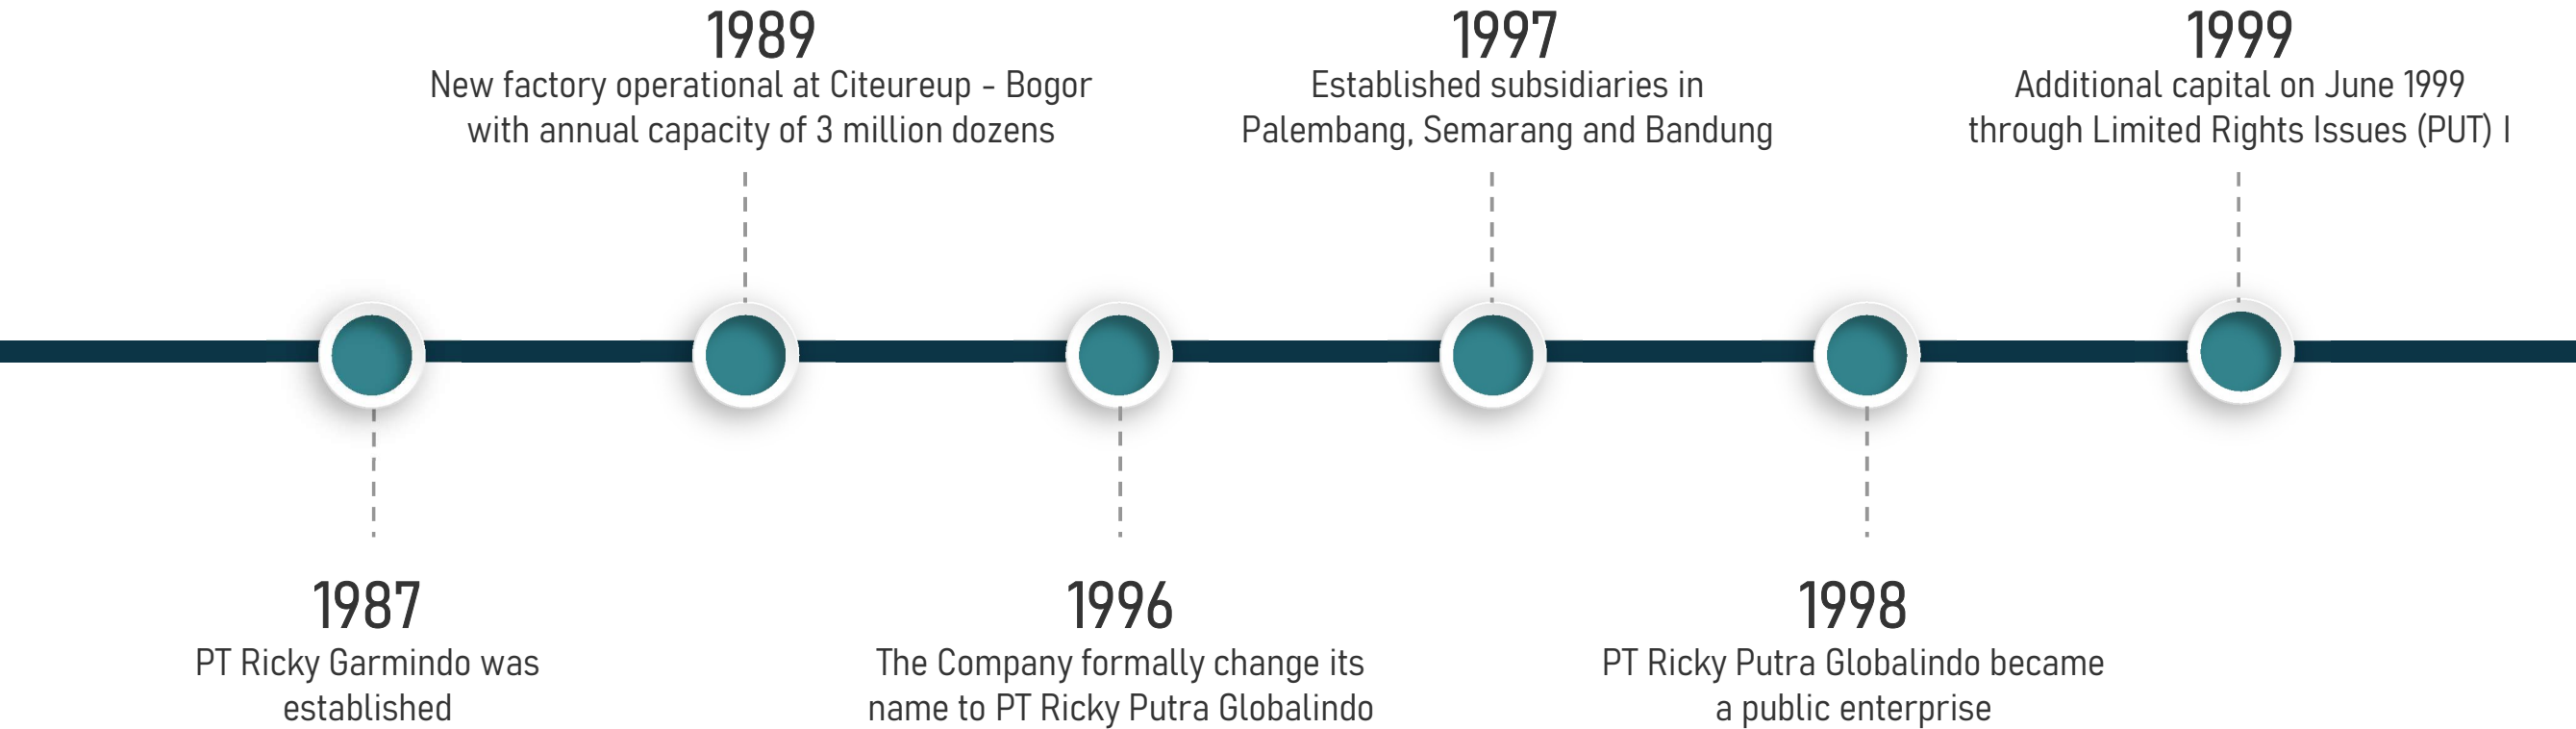 1987
PT Ricky Garmindo was
established
1989
New factory operational at Citeureup - Bogor
with annual capacity of 3 million dozens
1996
The Company formally change its
name to PT Ricky Putra Globalindo
1997
Established subsidiaries in
Palembang, Semarang and Bandung
1998
PT Ricky Putra Globalindo became
a public enterprise
1999
Additional capital on June 1999
through Limited Rights Issues (PUT) I